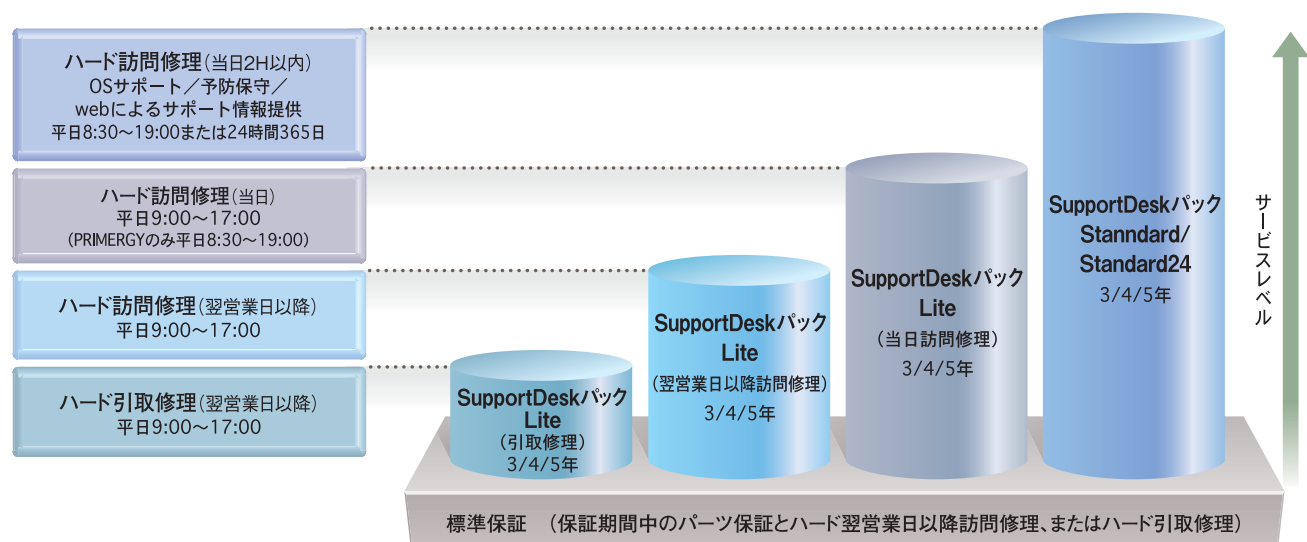 ハード訪問修理(当日2H以内)
OSサポート／予防保守／
webによるサポート情報提供
平日8:30〜19:00または24時間365日
ハード訪問修理(当日)
平日9:00〜17:00
(PRIMERGYのみ平日8:30〜19:00)
ハード訪問修理(翌営業日以降)
平日9:00〜17:00
ハード引取修理(翌営業日以降)
平日9:00〜17:00
SupportDeskパック
Lite
(引取修理)
3/4/5年
SupportDeskパック
Lite
(翌営業日以降訪問修理)
3/4/5年
SupportDeskパック
Lite
(当日訪問修理)
3/4/5年
SupportDeskパック
Stanndard/
Standard24
3/4/5年
サービスレベル
標準保証　(保証期間中のパーツ保証とハード翌営業日以降訪問修理、またはハード引取修理)